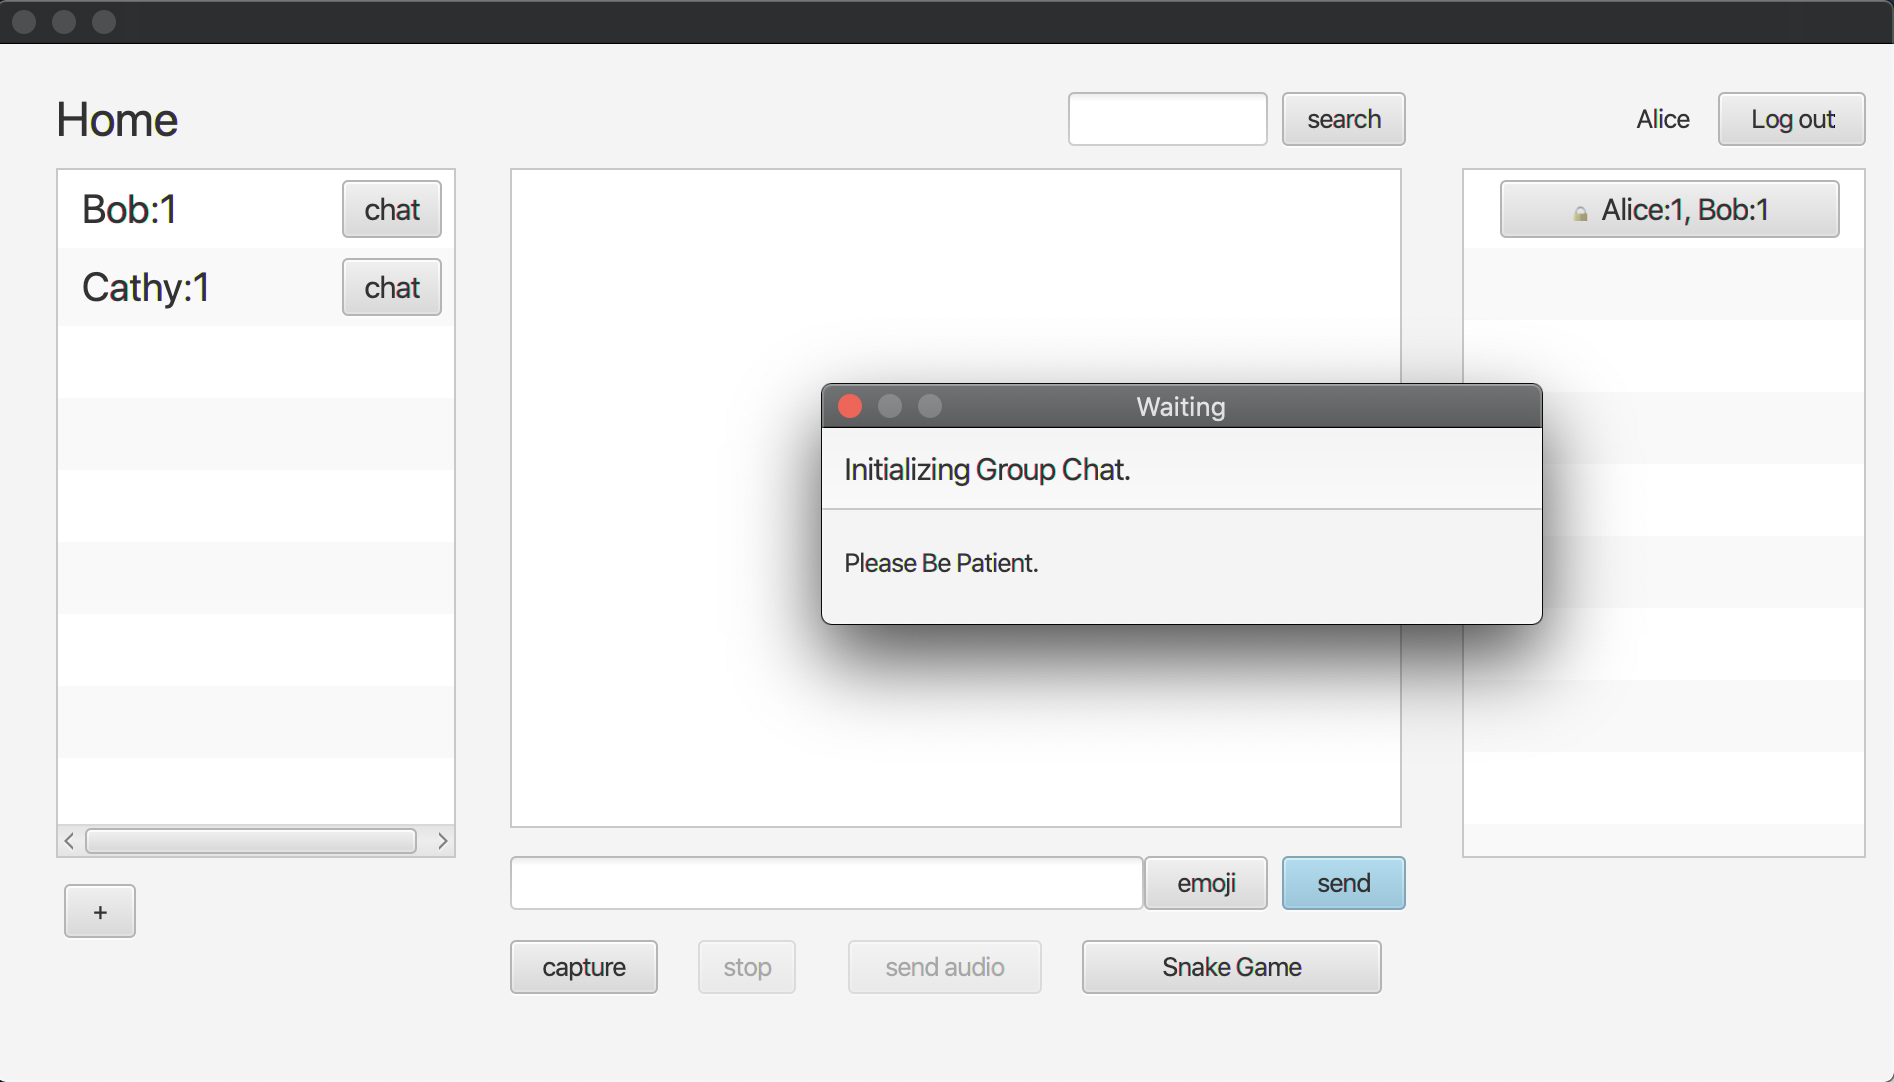 Home
search
Alice
Log out
Bob:1
chat
Cathy:1
chat
Alice:1, Bob:1
Waiting
Initializing Group Chat.
Please Be Patient.
emoji
send
+
capture
stop
send audio
Snake Game